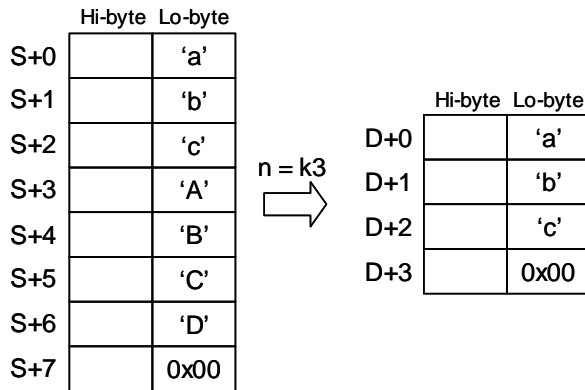 Hi-byte Lo-byte
S+0 ‘a’
S+1 ‘b’
S+2 ‘c’
S+3 ‘A’
S+4 ‘B’
S+5 ‘C’
S+6 ‘D’
S+7 0x00
n = k3
Hi-byte Lo-byte
D+0 ‘a’
D+1 ‘b’
D+2 ‘c’
D+3 0x00